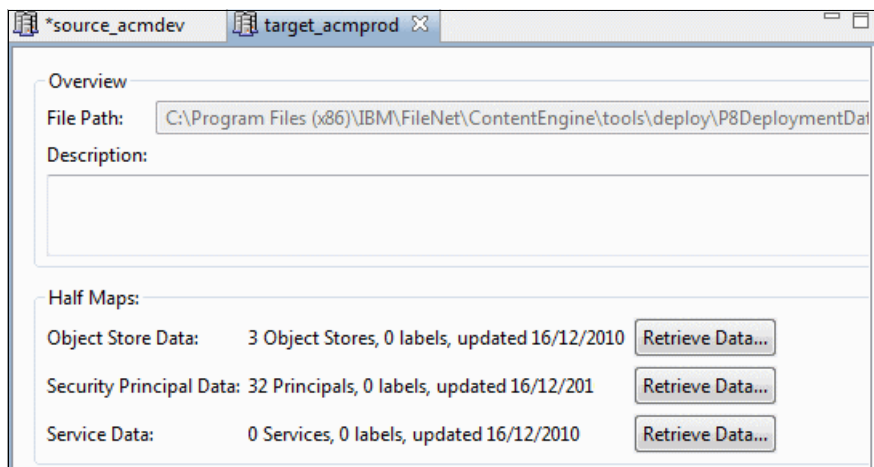 *source_acmdev target_acmprod
Overview
File Path: C:\Program Files (x86)\IBM\FileNet\ContentEngine\tools\deploy\P8DeploymentDat
Description:
Half Maps:
Object Store Data: 3 Object Stores, 0 labels, updated 16/12/2010 Retrieve Data...
Security Principal Data: 32 Principals, 0 labels, updated 16/12/201 Retrieve Data...
Service Data: 0 Services, 0 labels, updated 16/12/2010 Retrieve Data...